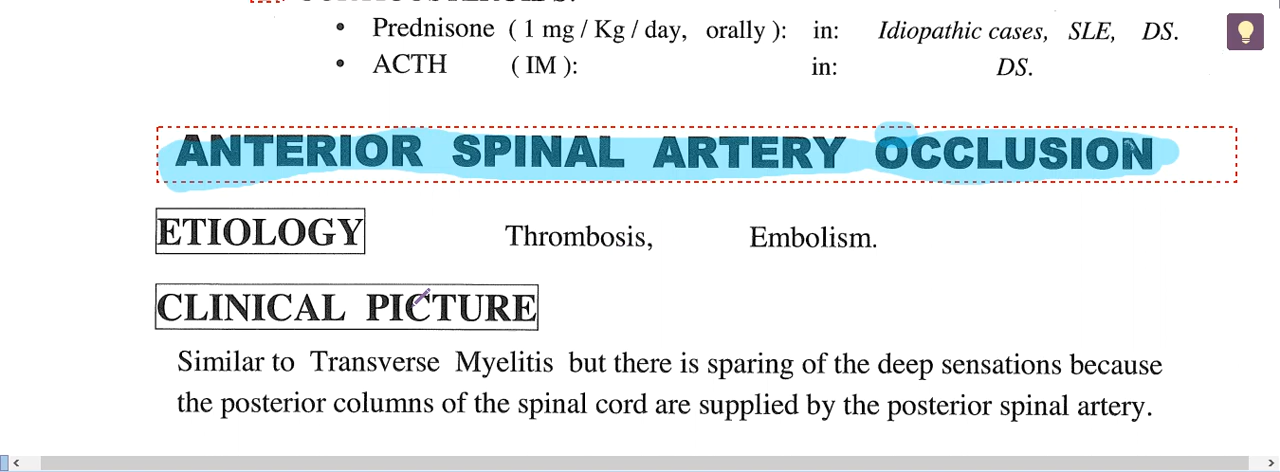 • Prednisone ( 1 mg / Kg / day, orally ): in: Idiopathic cases, SLE, DS.
• ACTH ( IM ): in: DS.
ANTERIOR SPINAL ARTERY OCCLUSION
ETIOLOGY Thrombosis, Embolism.
CLINICAL PICTURE
Similar to Transverse Myelitis but there is sparing of the deep sensations because
the posterior columns of the spinal cord are supplied by the posterior spinal artery.